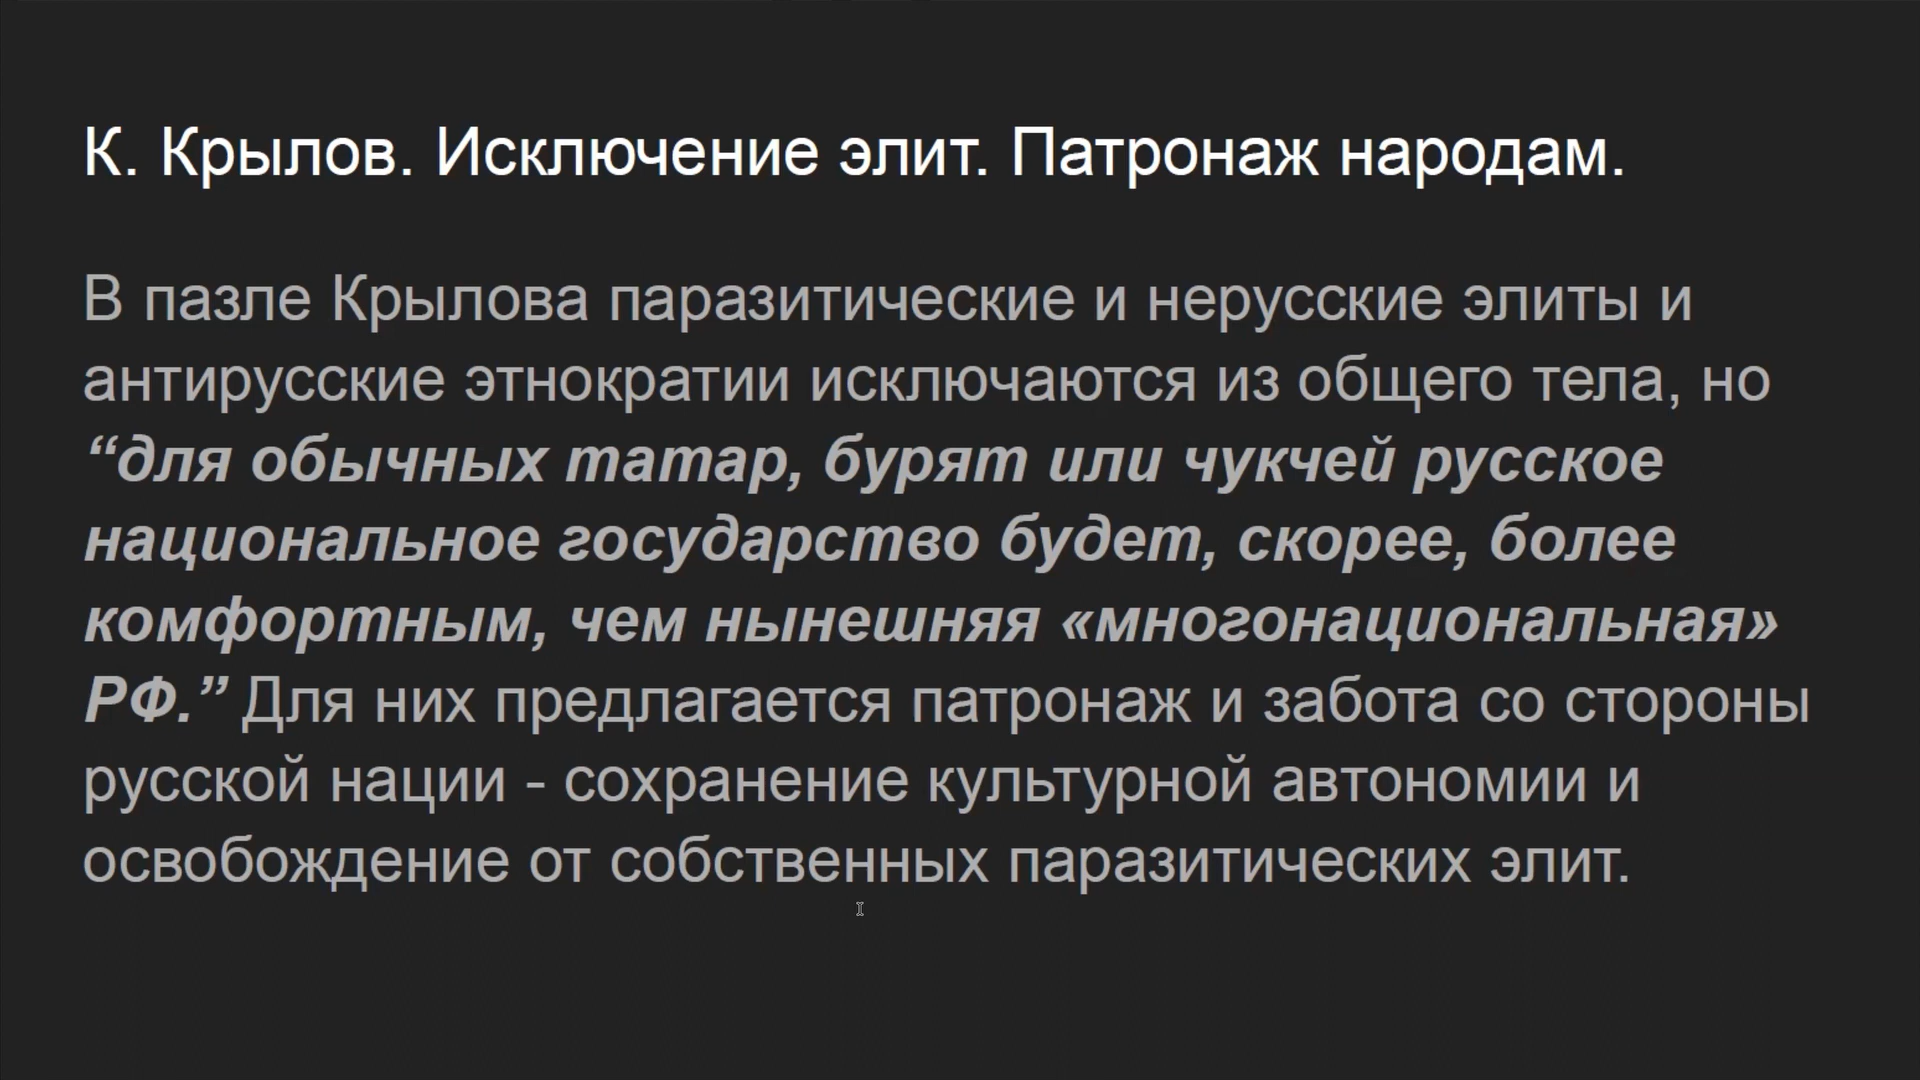 К. Крылов. Исключение элит. Патронаж народам.
В пазле Крылова паразитические и нерусские элиты и
антирусские этнократии исключаются из общего тела, но
“для обычных татар, бурят или чукчей русское
национальное государство будет, скорее, более
комфортным, чем нынешняя «многонациональная»
РФ.” Для них предлагается патронаж и забота со стороны
русской нации - сохранение культурной автономии и
освобождение от собственных паразитических элит.